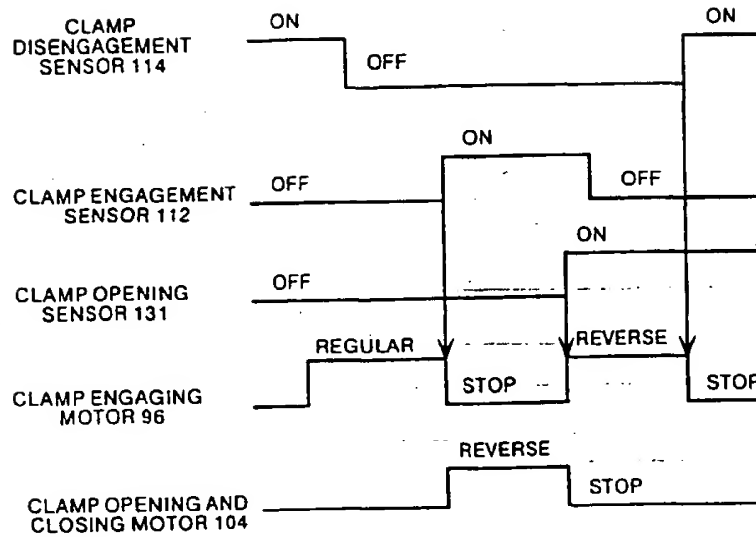 CLAMP
DISENGAGEMENT
SENSOR 114
ON
OFF
ON
CLAMP ENGAGEMENT
SENSOR 112
OFF
ON
OFF
CLAMP OPENING
SENSOR 131
OFF
ON
CLAMP ENGAGING
MOTOR 96
REGULAR
STOP
REVERSE
STOP
CLAMP OPENING AND
CLOSING MOTOR 104
REVERSE
STOP